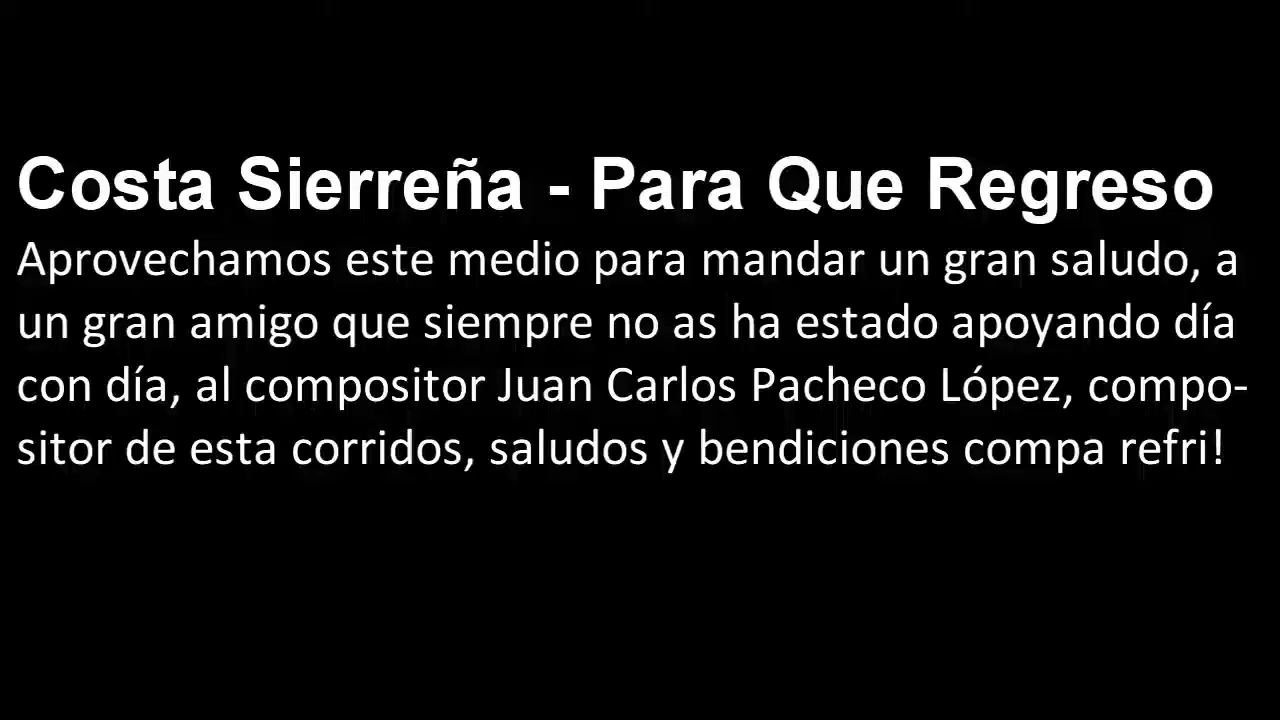 Costa Sierreña - Para Que Regreso
Aprovechamos este medio para mandar un gran saludo, a
un gran amigo que siempre no as ha estado apoyando día
con día, al compositor Juan Carlos Pacheco López, compo-
sitor de esta corridos, saludos y bendiciones compa refri!